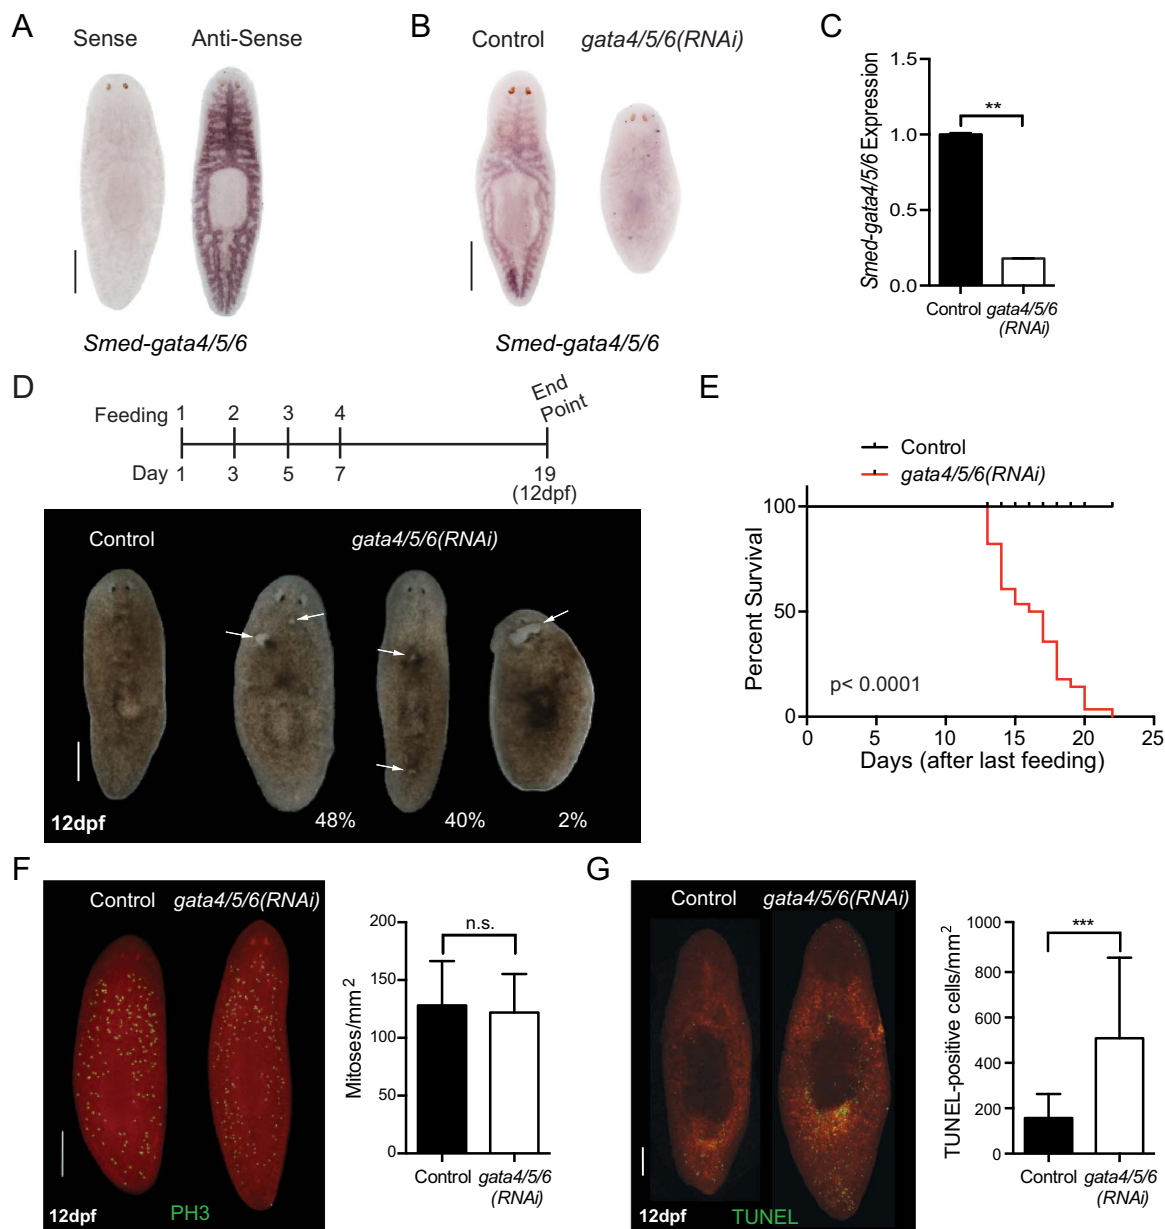 A
Sense
Anti-Sense
Smed-gata4/5/6
B
Control
gata4/5/6(RNAi)
Smed-gata4/5/6
C
Smed-gata4/5/6 Expression
1.5
1.0
0.5
0.0
**
Control
gata4/5/6
(RNAi)
D
Feeding 1 2 3 4
End
Point
Day 1 3 5 7 19
(12dpf)
Control
gata4/5/6(RNAi)
48%
40%
2%
12dpf
E
Control
gata4/5/6(RNAi)
Percent Survival
100
50
0
p< 0.0001
0 5 10 15 20 25
Days (after last feeding)
F
Control
gata4/5/6(RNAi)
12dpf
PH3
Mitoses/mm²
200
150
100
50
0
n.s.
Control
gata4/5/6
(RNAi)
G
Control
gata4/5/6(RNAi)
12dpf
TUNEL
TUNEL-positive cells/mm²
1000
800
600
400
200
0
***
Control
gata4/5/6
(RNAi)